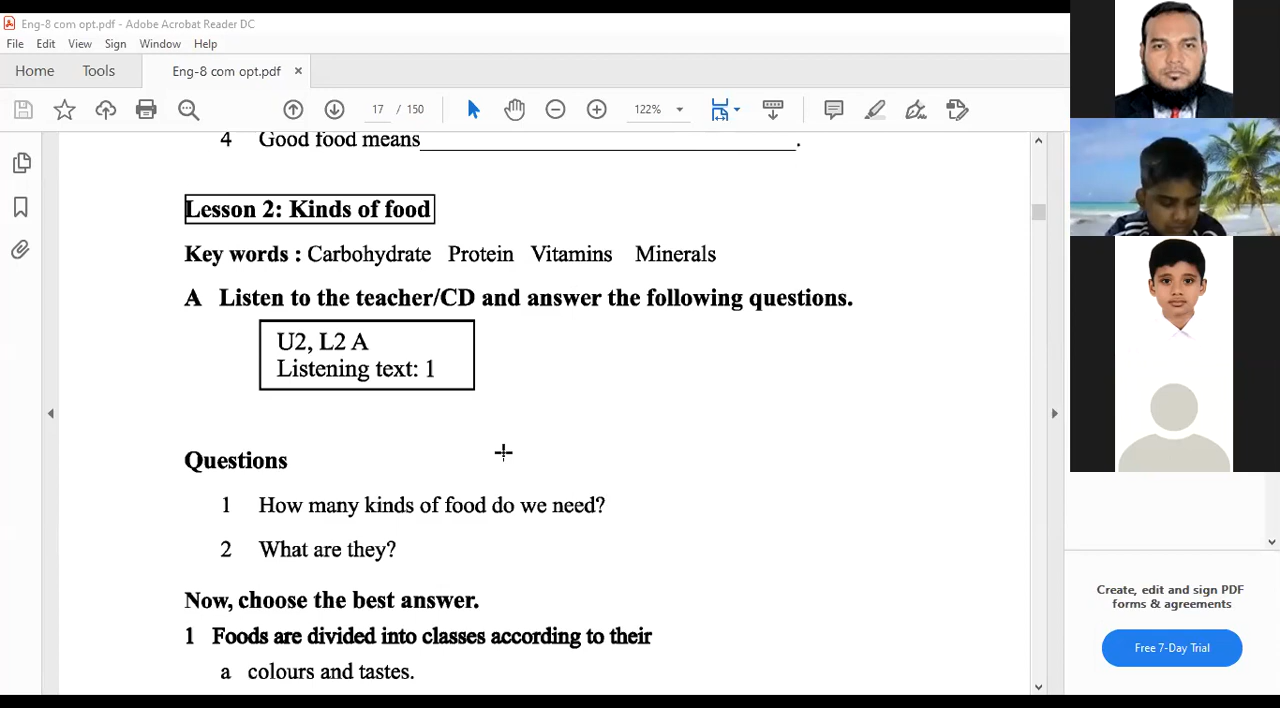 Eng-8 com opt.pdf - Adobe Acrobat Reader DC
File Edit View Sign Window Help
Home Tools Eng-8 com opt.pdf ×
17 / 150 122%
4 Good food means____________________.
Lesson 2: Kinds of food
Key words : Carbohydrate Protein Vitamins Minerals
A Listen to the teacher/CD and answer the following questions.
U2, L2 A
Listening text: 1
Questions
1 How many kinds of food do we need?
2 What are they?
Now, choose the best answer.
1 Foods are divided into classes according to their
a colours and tastes.
Create, edit and sign PDF
forms & agreements
Free 7-Day Trial